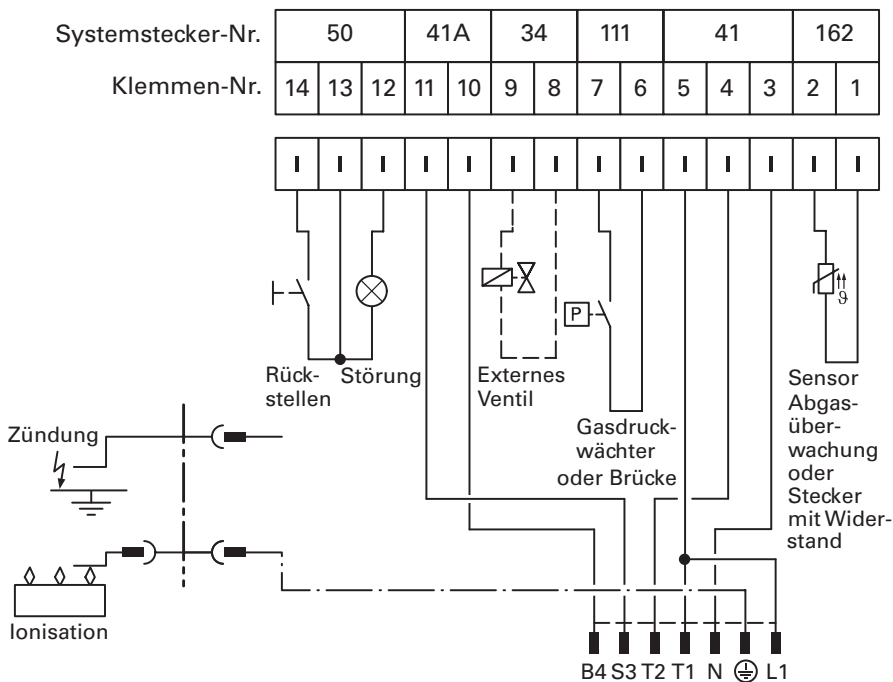 Systemstecker-Nr. 50 41A 34 111 41 162
Klemmen-Nr. 14 13 12 11 10 9 8 7 6 5 4 3 2 1
P
ϑ
Rück-
stellen
Störung
Externes
Ventil
Gasdruck-
wächter
oder Brücke
Sensor
Abgas-
über-
wachung
oder
Stecker
mit Wider-
stand
Zündung
Ionisation
B4 S3 T2 T1 N L1